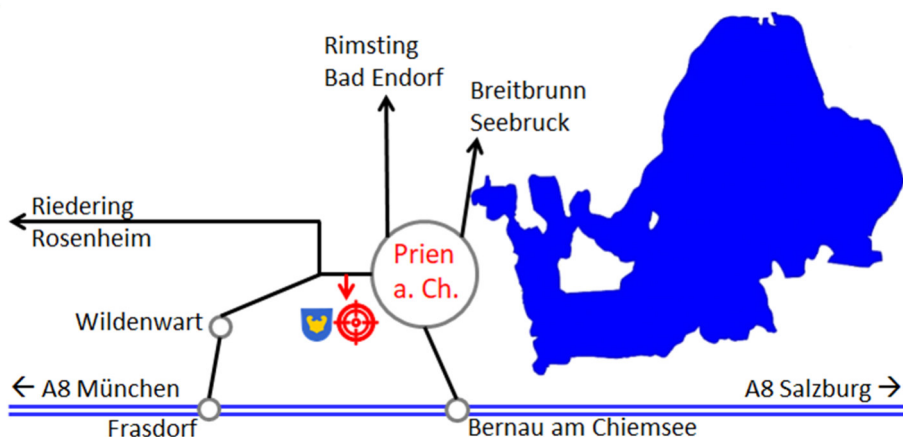 Rimsting
Bad Endorf
Breitbrunn
Seebruck
Riedering
Rosenheim
Prien
a. Ch.
Wildenwart
← A8 München
A8 Salzburg →
Frasdorf
Bernau am Chiemsee